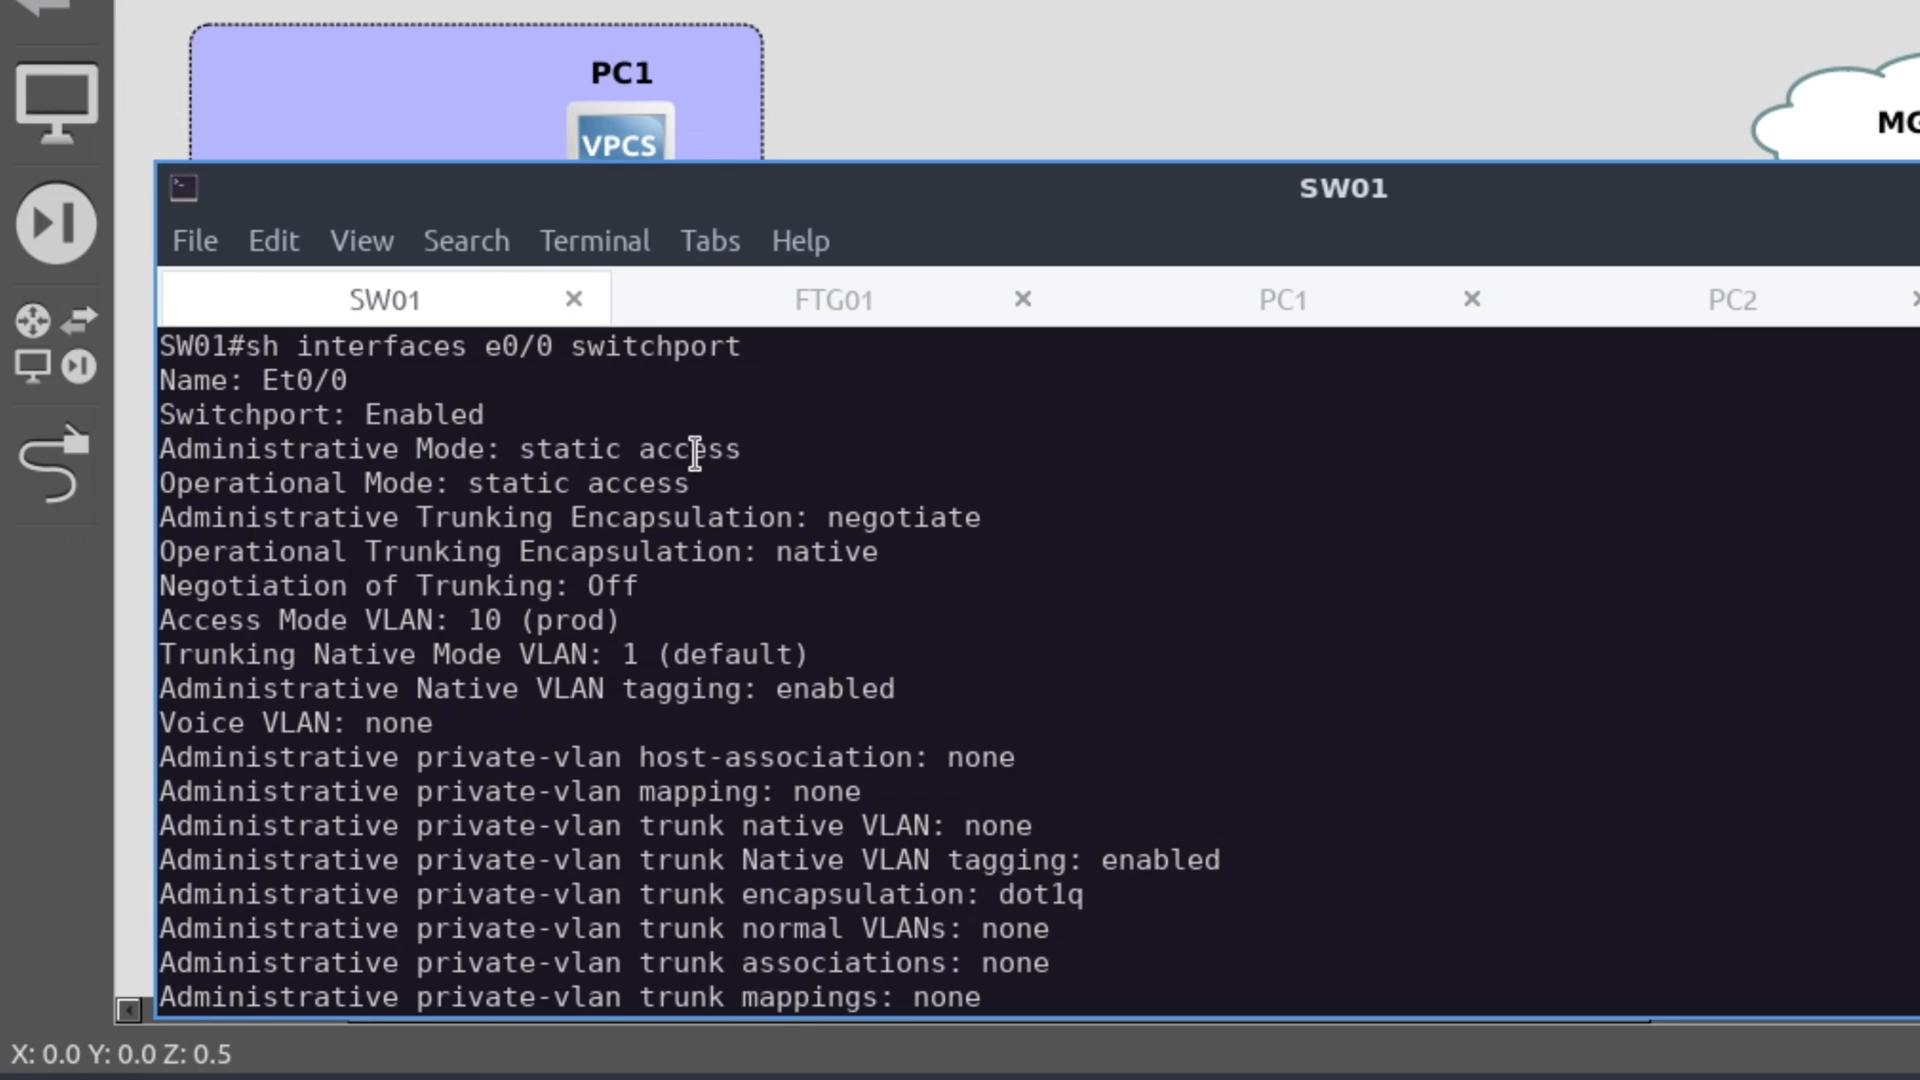 PC1
VPCS
SW01
File Edit View Search Terminal Tabs Help
SW01 FTG01 PC1 PC2
SW01#sh interfaces e0/0 switchport
Name: Et0/0
Switchport: Enabled
Administrative Mode: static access
Operational Mode: static access
Administrative Trunking Encapsulation: negotiate
Operational Trunking Encapsulation: native
Negotiation of Trunking: Off
Access Mode VLAN: 10 (prod)
Trunking Native Mode VLAN: 1 (default)
Administrative Native VLAN tagging: enabled
Voice VLAN: none
Administrative private-vlan host-association: none
Administrative private-vlan mapping: none
Administrative private-vlan trunk native VLAN: none
Administrative private-vlan trunk Native VLAN tagging: enabled
Administrative private-vlan trunk encapsulation: dot1q
Administrative private-vlan trunk normal VLANs: none
Administrative private-vlan trunk associations: none
Administrative private-vlan trunk mappings: none
X: 0.0 Y: 0.0 Z: 0.5